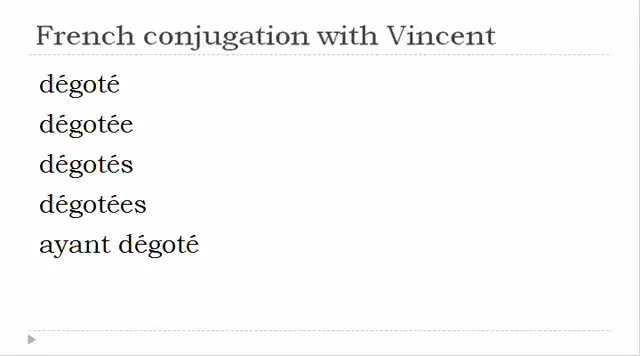 French conjugation with Vincent
dégoté
dégotée
dégotés
dégotées
ayant dégoté